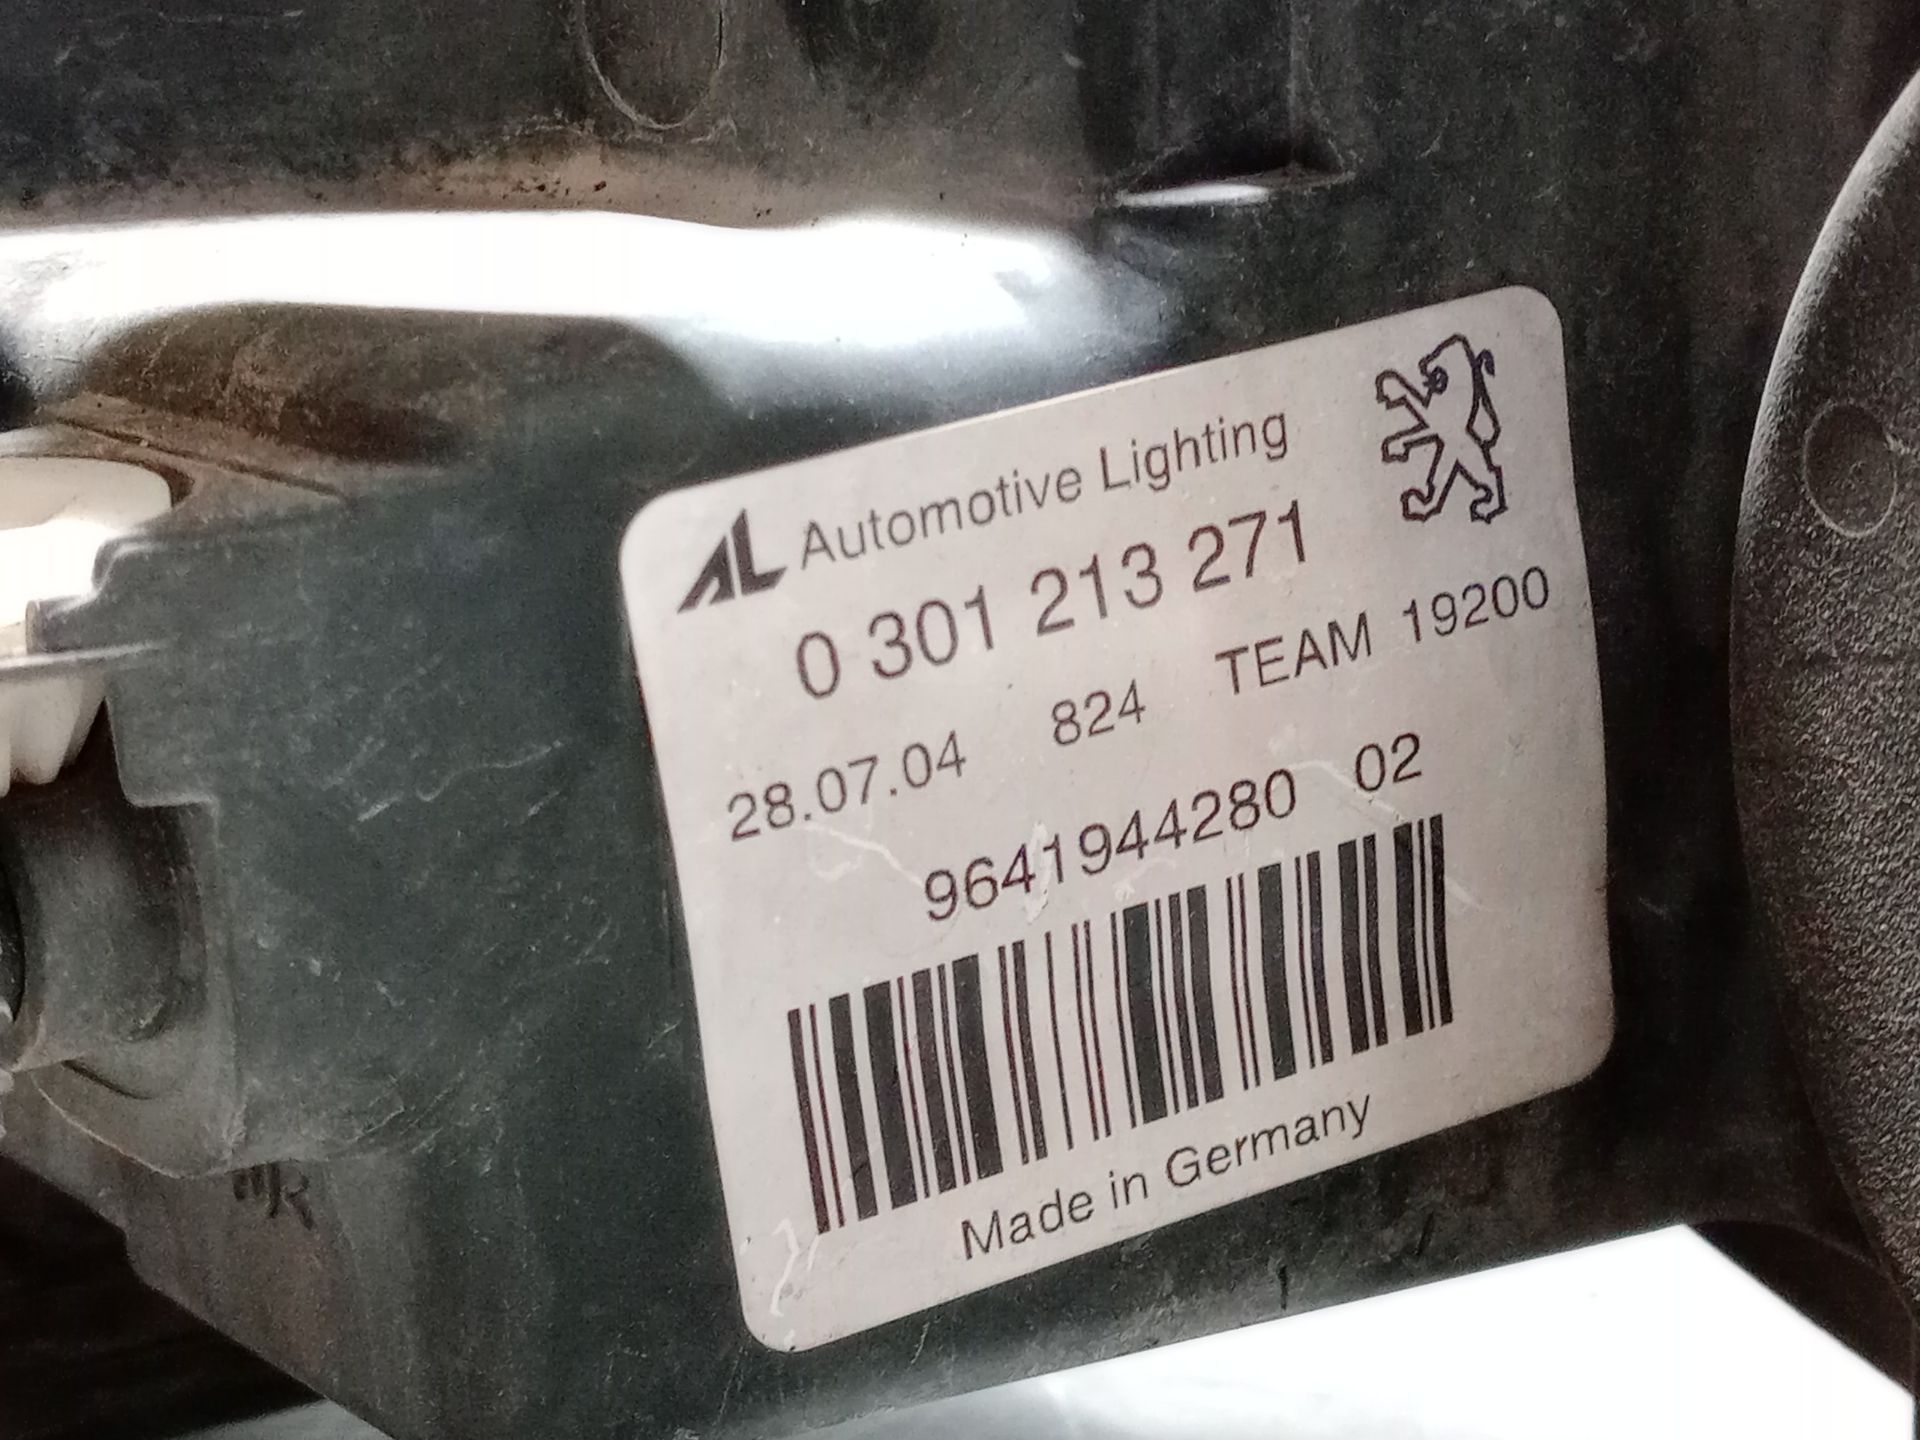 AL Automotive Lighting
0 301 213 271
28.07.04 824 TEAM 19200
9641944280 02
Made in Germany